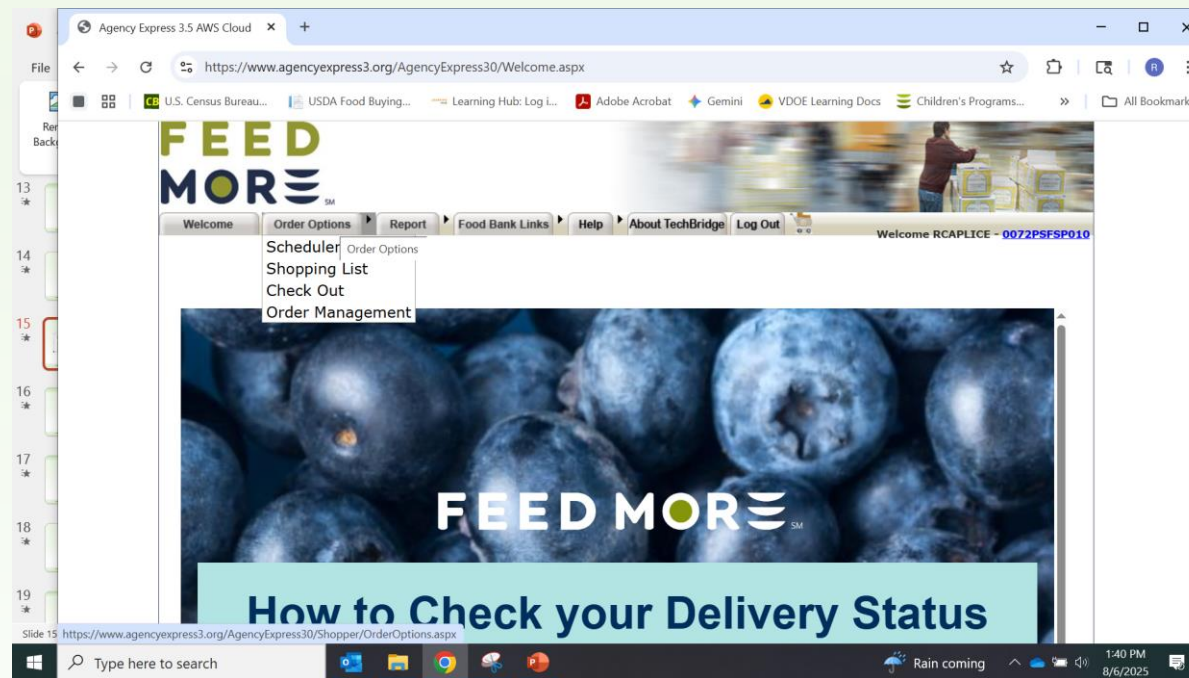 Agency Express 3.5 AWS Cloud
File
https://www.agencyexpress3.org/AgencyExpress30/Welcome.aspx
R
CB U.S. Census Bureau... USDA Food Buying... Learning Hub: Log i... Adobe Acrobat Gemini VDOE Learning Docs Children's Programs... » All Bookmark
Back
FEED
MORE SM
Welcome Order Options Report Food Bank Links Help About TechBridge Log Out
Welcome RCAPLICE - 0072PSFSP010
Scheduler Order Options
Shopping List
Check Out
Order Management
13
14
15
16
17
18
19
FEED MORE SM
How to Check your Delivery Status
Slide 15 https://www.agencyexpress3.org/AgencyExpress30/Shopper/OrderOptions.aspx
Type here to search Rain coming 1:40 PM
8/6/2025